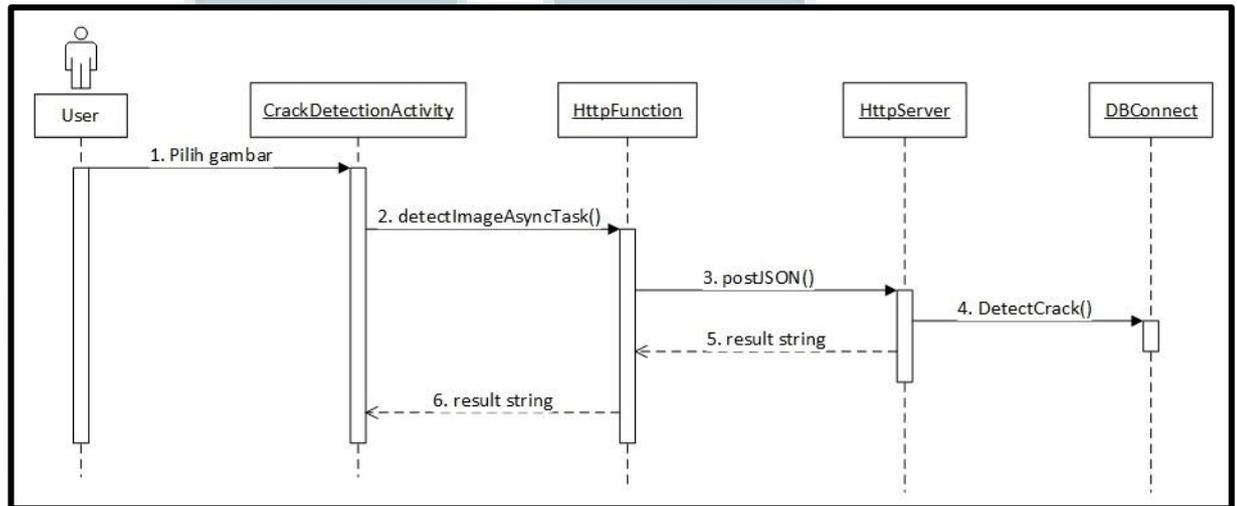 User
CrackDetectionActivity
HttpFunction
HttpServer
DBConnect
1. Pilih gambar
2. detectImageAsyncTask()
3. postJSON()
4. DetectCrack()
5. result string
6. result string